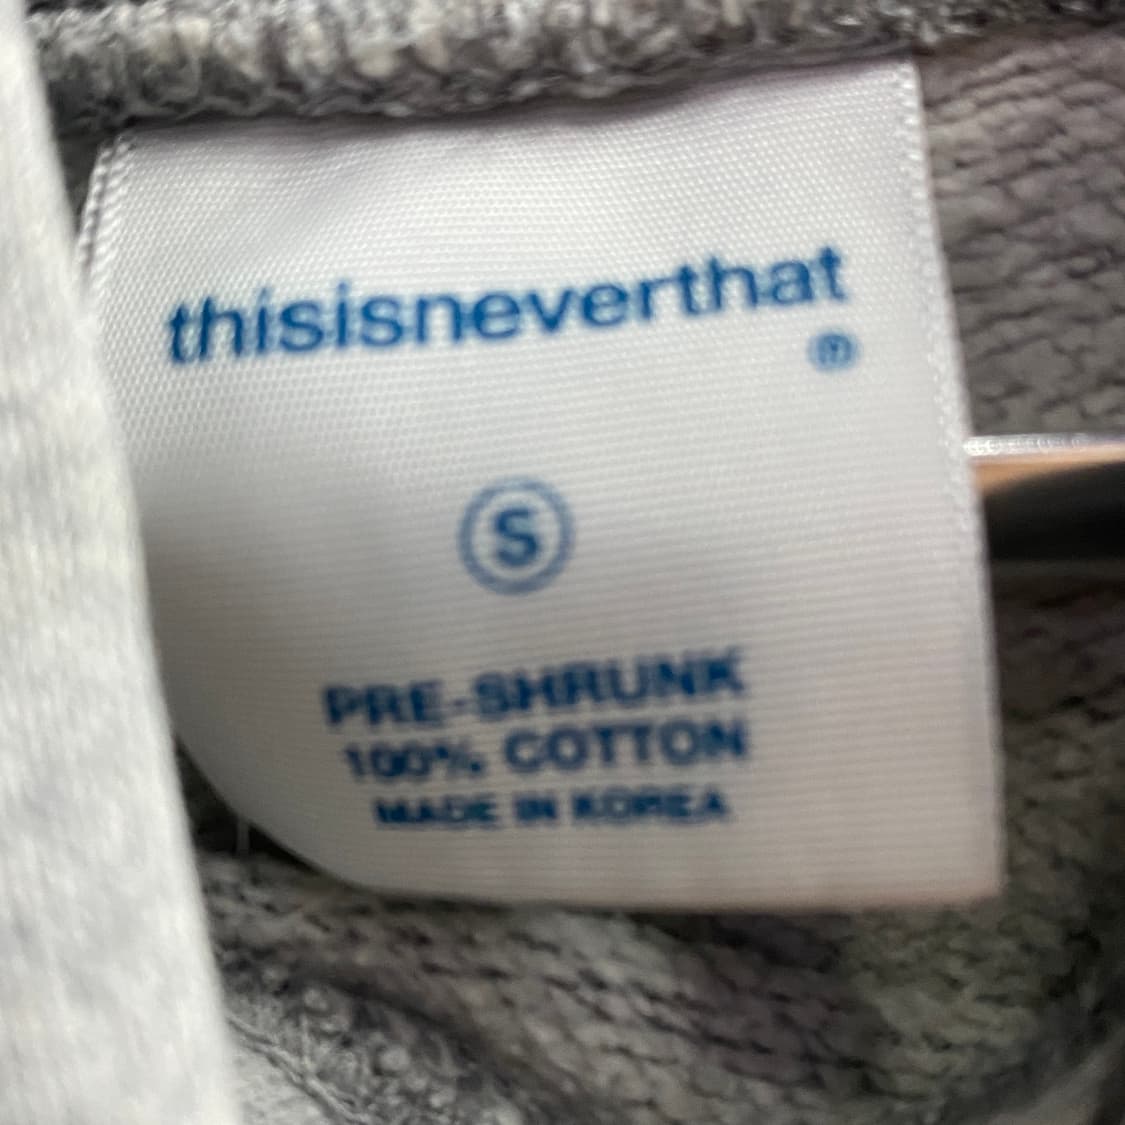 thisisneverthat
®
S
PRE-SHRUNK
100% COTTON
MADE IN KOREA